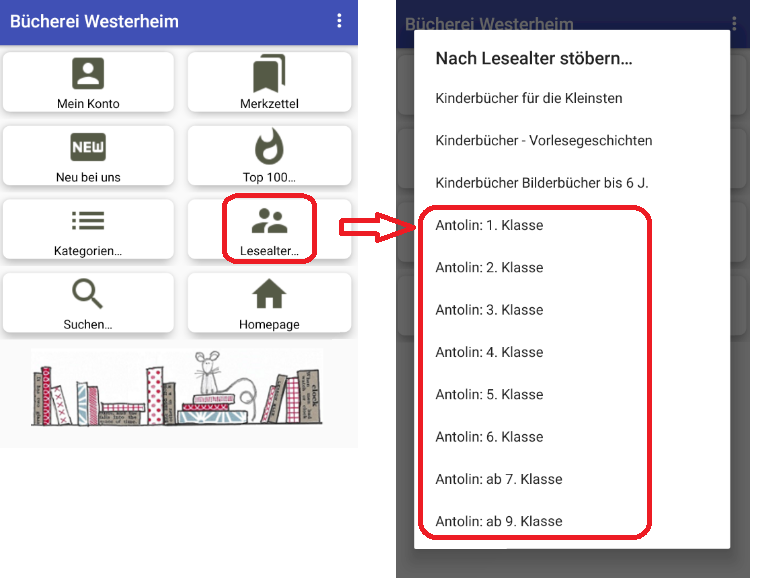 Bücherei Westerheim
Mein Konto
Merkzettel
NEW
Neu bei uns
Top 100...
Kategorien...
Lesealter...
Suchen...
Homepage
Bücherei Westerheim
Nach Lesealter stöbern...
Kinderbücher für die Kleinsten
Kinderbücher - Vorlesegeschichten
Kinderbücher Bilderbücher bis 6 J.
Antolin: 1. Klasse
Antolin: 2. Klasse
Antolin: 3. Klasse
Antolin: 4. Klasse
Antolin: 5. Klasse
Antolin: 6. Klasse
Antolin: ab 7. Klasse
Antolin: ab 9. Klasse